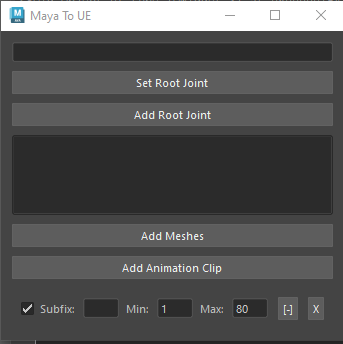 Maya To UE
Set Root Joint
Add Root Joint
Add Meshes
Add Animation Clip
Subfix: Min: 1 Max: 80 [-] X